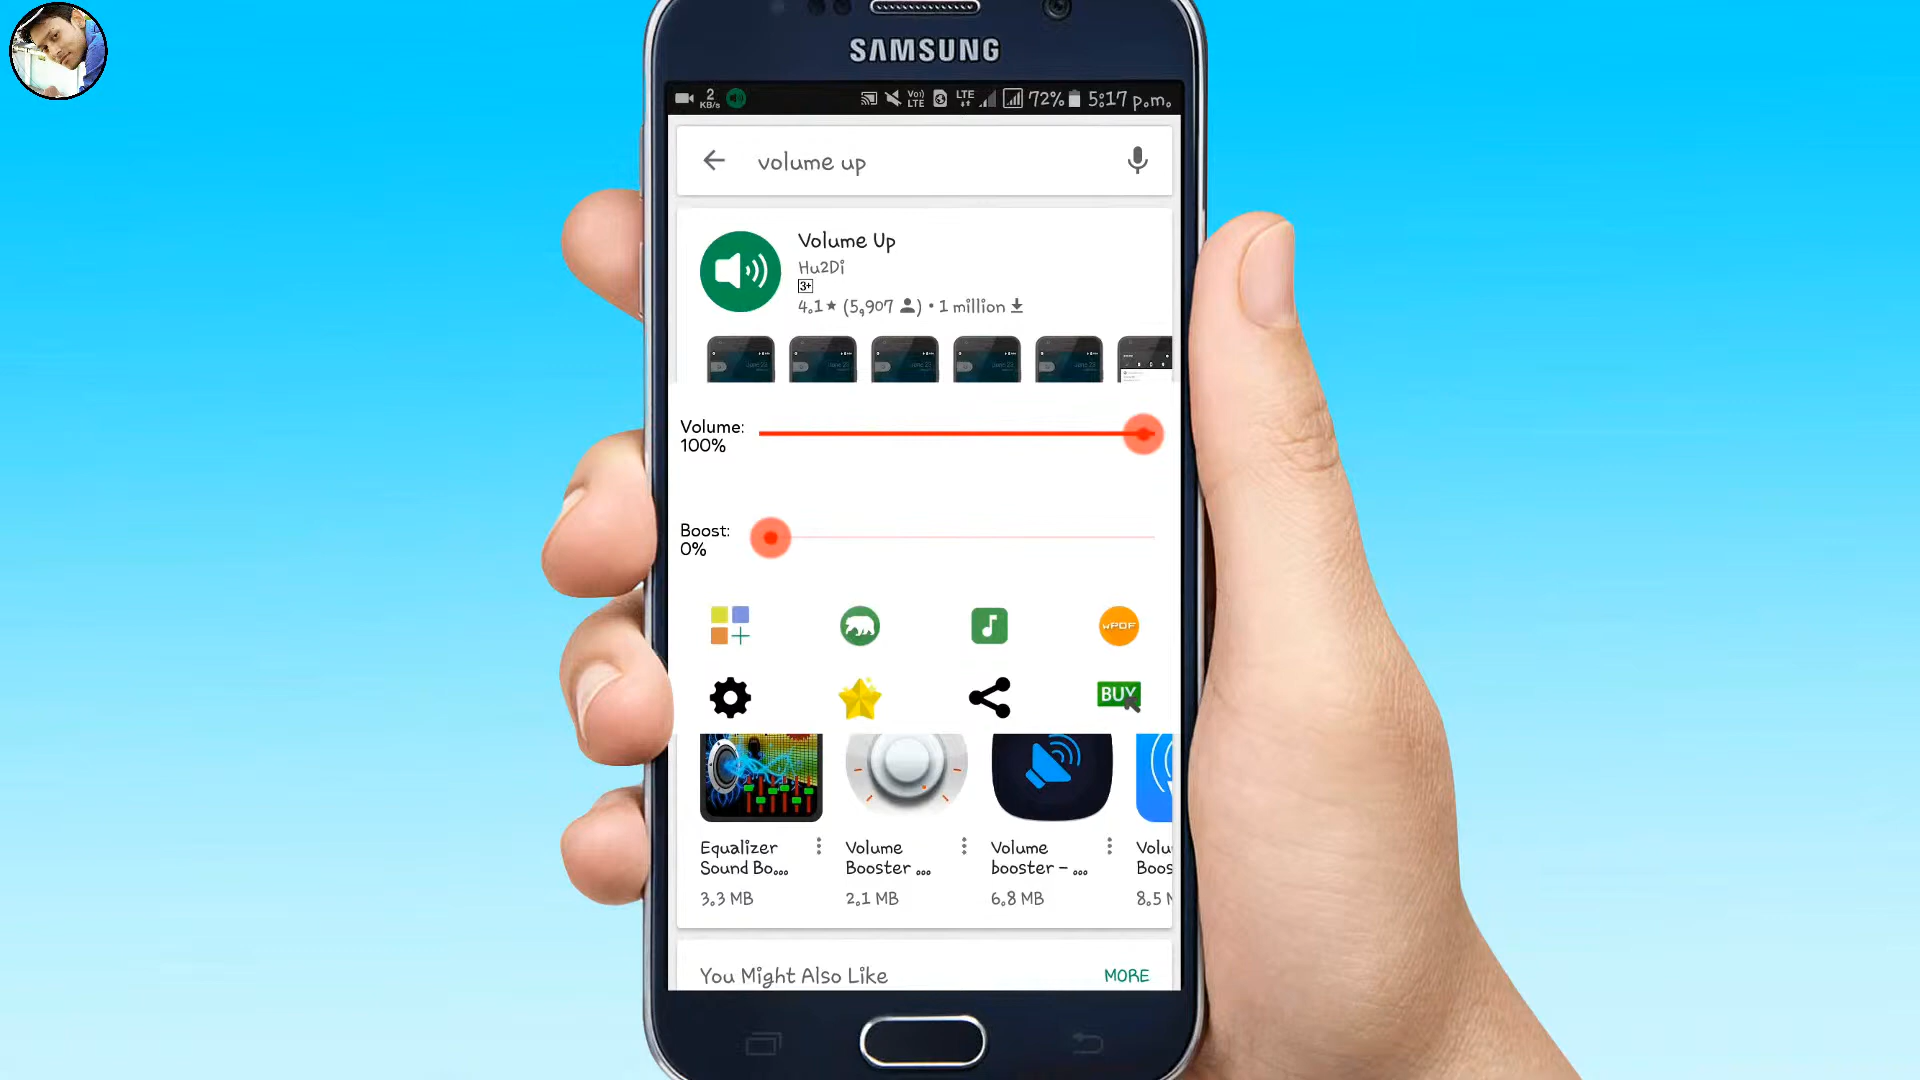 SAMSUNG
2
KB/s
Vo))
LTE
LTE
72%
5:17 p.m.
volume up
Volume Up
Hu2Di
3+
4.1★ (5,907 ) • 1 million
Volume:
100%
Boost:
0%
wPDF
BUY
Equalizer
Sound Bo...
3.3 MB
Volume
Booster ...
2.1 MB
Volume
booster – ...
6.8 MB
Volu
Boos
8.5 M
You Might Also Like
MORE